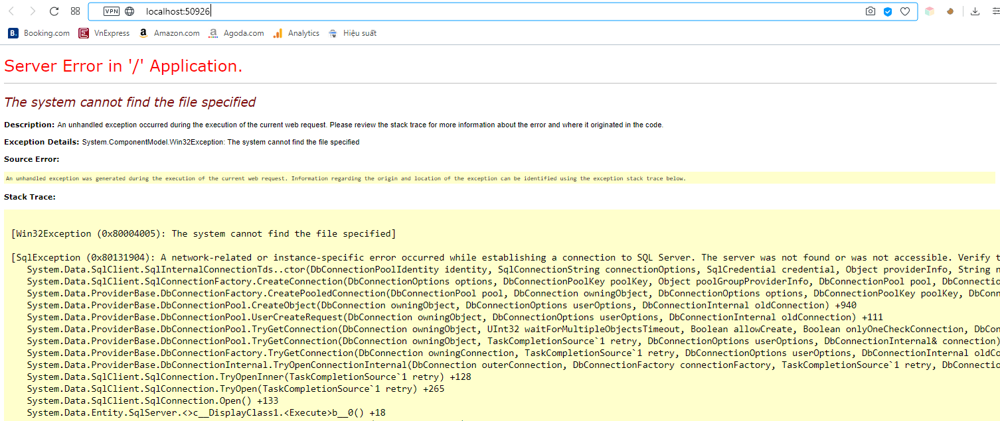 VPN localhost:50926
B. Booking.com E VnExpress a Amazon.com a Agoda.com Analytics Hiệu suất
Server Error in '/' Application.
The system cannot find the file specified
Description: An unhandled exception occurred during the execution of the current web request. Please review the stack trace for more information about the error and where it originated in the code.
Exception Details: System.ComponentModel.Win32Exception: The system cannot find the file specified
Source Error:
An unhandled exception was generated during the execution of the current web request. Information regarding the origin and location of the exception can be identified using the exception stack trace below.
Stack Trace:
[Win32Exception (0x80004005): The system cannot find the file specified]
[SqlException (0x80131904): A network-related or instance-specific error occurred while establishing a connection to SQL Server. The server was not found or was not accessible. Verify t
System.Data.SqlClient.SqlInternalConnectionTds..ctor(DbConnectionPoolIdentity identity, SqlConnectionString connectionOptions, SqlCredential credential, Object providerInfo, String n
System.Data.SqlClient.SqlConnectionFactory.CreateConnection(DbConnectionOptions options, DbConnectionPoolKey poolKey, Object poolGroupProviderInfo, DbConnectionPool pool, DbConnectio
System.Data.ProviderBase.DbConnectionFactory.CreatePooledConnection(DbConnectionPool pool, DbConnection owningObject, DbConnectionOptions options, DbConnectionPoolKey poolKey, DbConn
System.Data.ProviderBase.DbConnectionPool.CreateObject(DbConnection owningObject, DbConnectionOptions userOptions, DbConnectionInternal oldConnection) +940
System.Data.ProviderBase.DbConnectionPool.UserCreateRequest(DbConnection owningObject, DbConnectionOptions userOptions, DbConnectionInternal oldConnection) +111
System.Data.ProviderBase.DbConnectionPool.TryGetConnection(DbConnection owningObject, UInt32 waitForMultipleObjectsTimeout, Boolean allowCreate, Boolean onlyOneCheckConnection, DbCon
System.Data.ProviderBase.DbConnectionPool.TryGetConnection(DbConnection owningObject, TaskCompletionSource`1 retry, DbConnectionOptions userOptions, DbConnectionInternal& connection)
System.Data.ProviderBase.DbConnectionFactory.TryGetConnection(DbConnection owningConnection, TaskCompletionSource`1 retry, DbConnectionOptions userOptions, DbConnectionInternal oldCo
System.Data.ProviderBase.DbConnectionInternal.TryOpenConnectionInternal(DbConnection outerConnection, DbConnectionFactory connectionFactory, TaskCompletionSource`1 retry, DbConnectio
System.Data.SqlClient.SqlConnection.TryOpenInner(TaskCompletionSource`1 retry) +128
System.Data.SqlClient.SqlConnection.TryOpen(TaskCompletionSource`1 retry) +265
System.Data.SqlClient.SqlConnection.Open() +133
System.Data.Entity.SqlServer.<>c__DisplayClass1.<Execute>b__0() +18